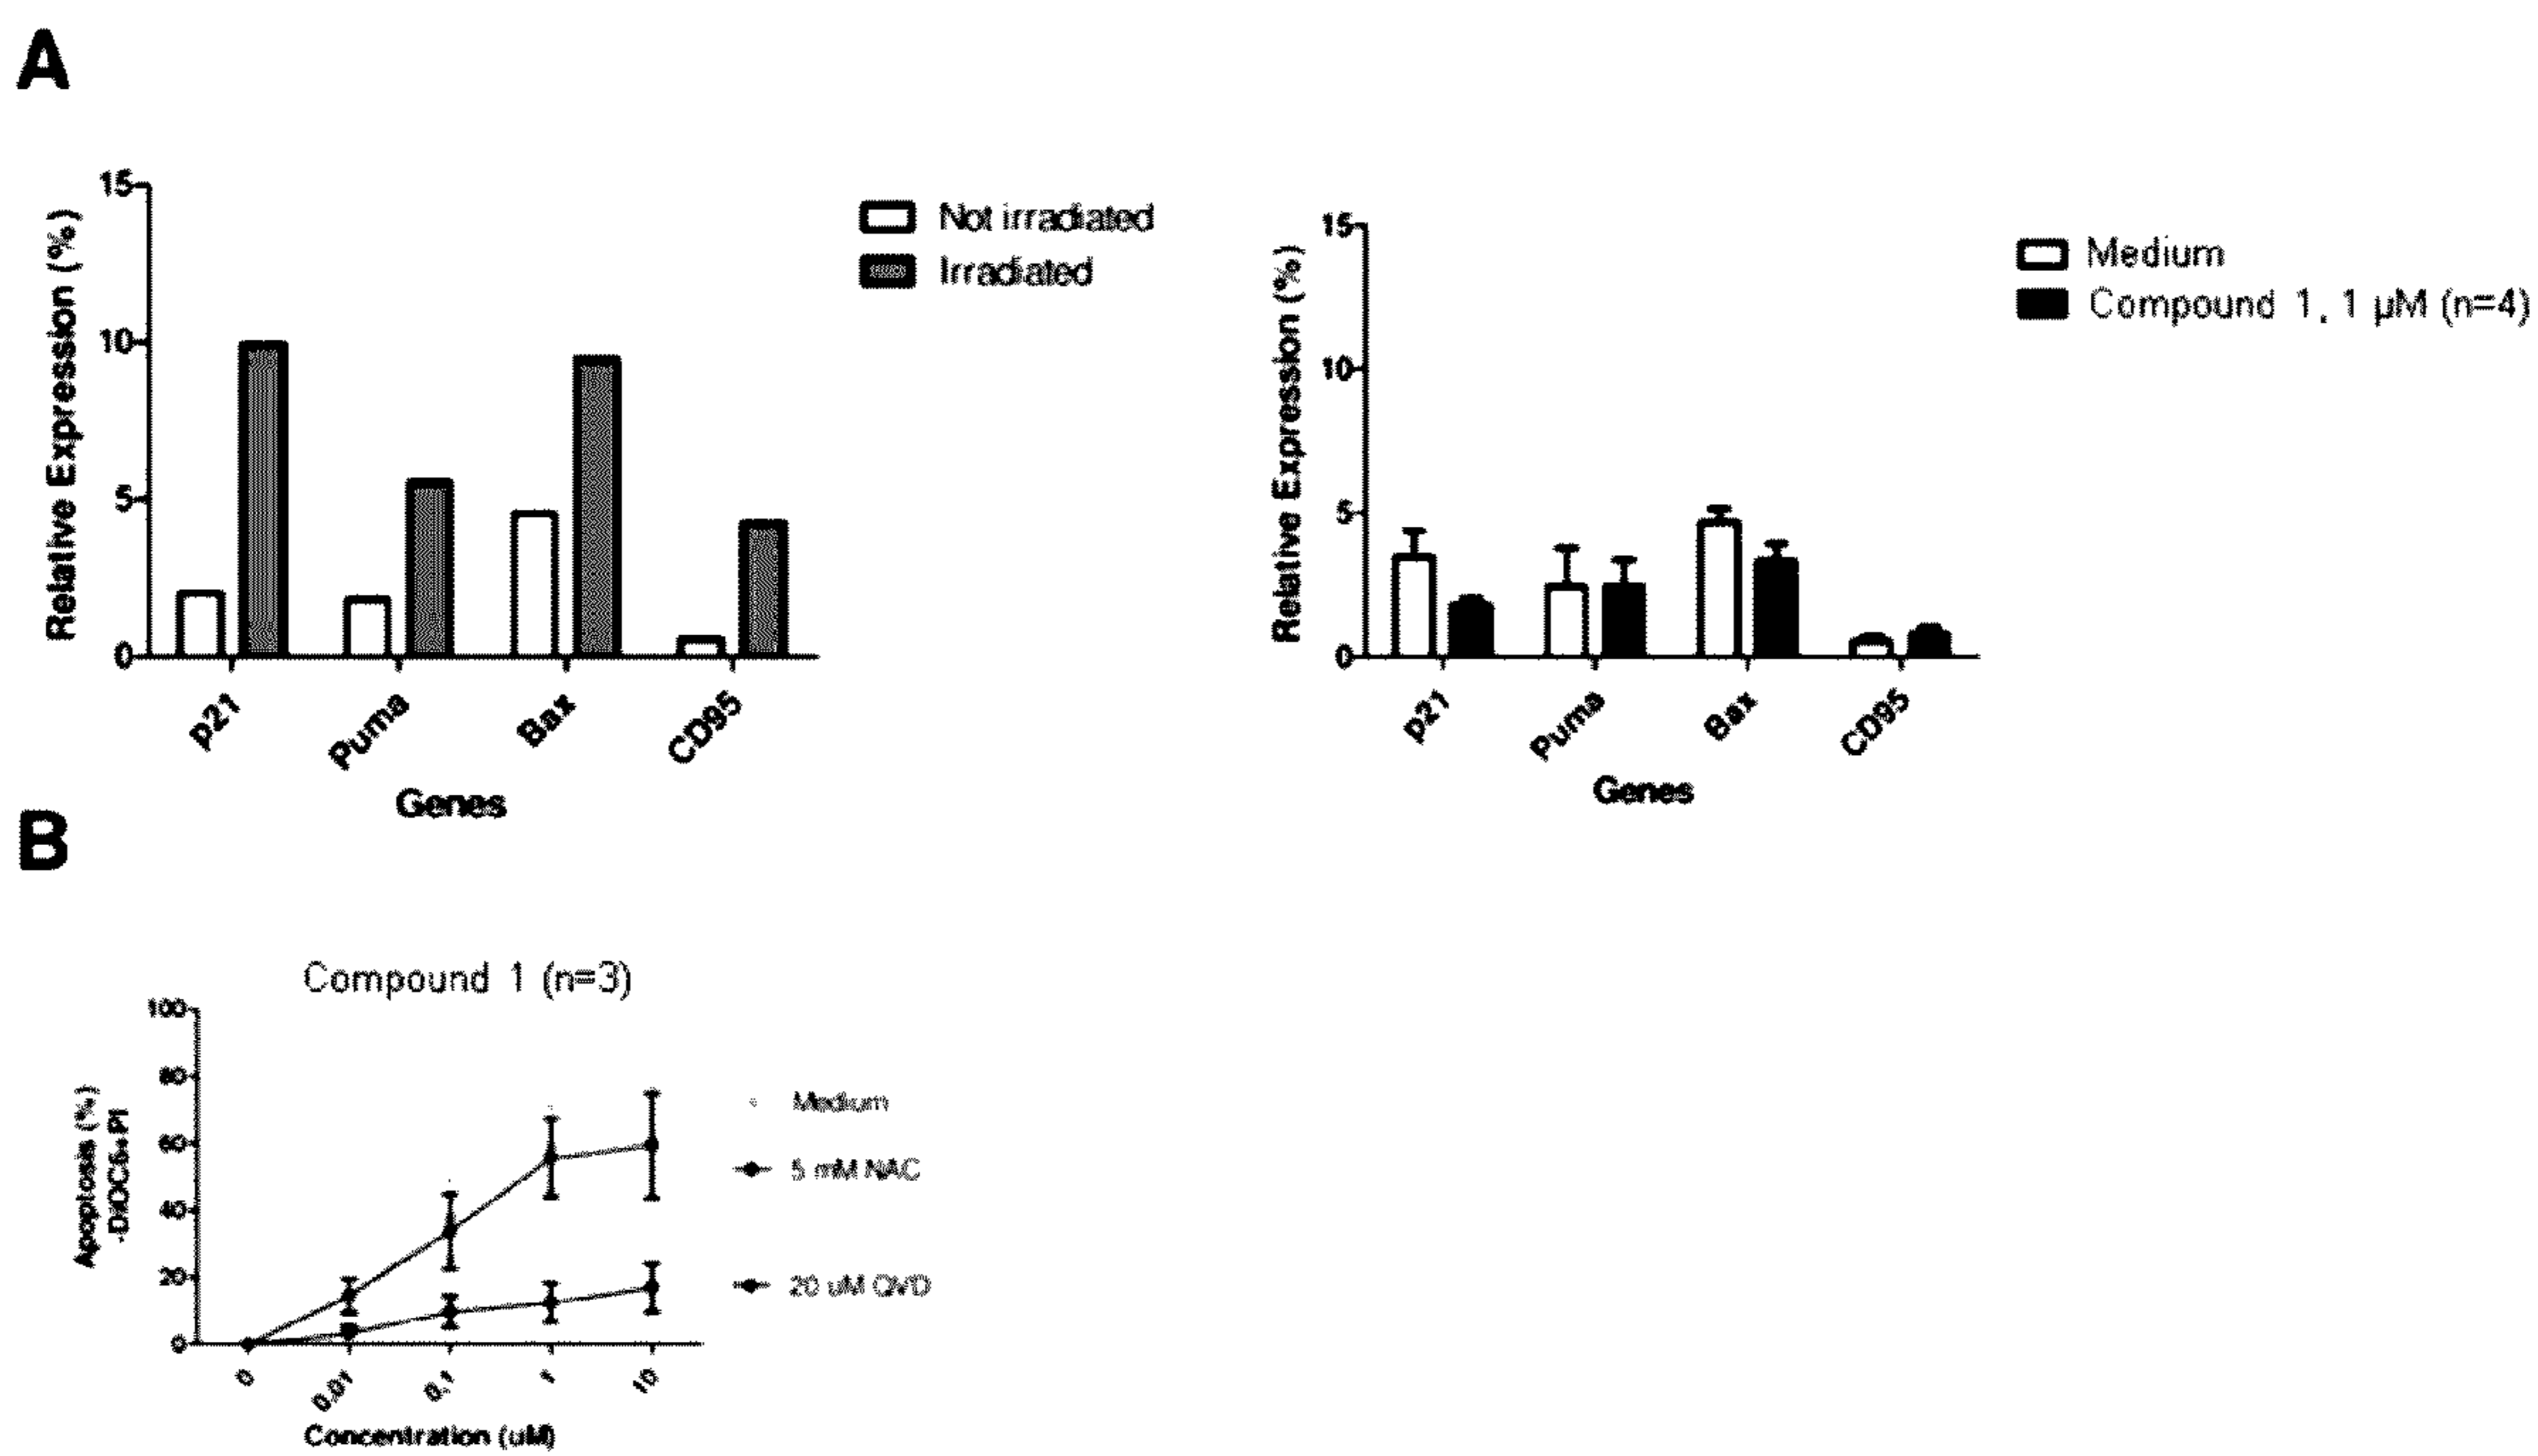 A
15
10
5
0
Relative Expression (%)
p21
Puma
Bax
CD95
Genes
Not irradiated
Irradiated
15
10
5
0
Relative Expression (%)
p21
Puma
Bax
CD95
Genes
Medium
Compound 1, 1 µM (n=4)
B
Compound 1 (n=3)
100
80
60
40
20
0
Apoptosis (%)
-DiOC6+PI
0
0.01
0.1
1
10
Concentration (uM)
Medium
5 mM NAC
20 uM QVD